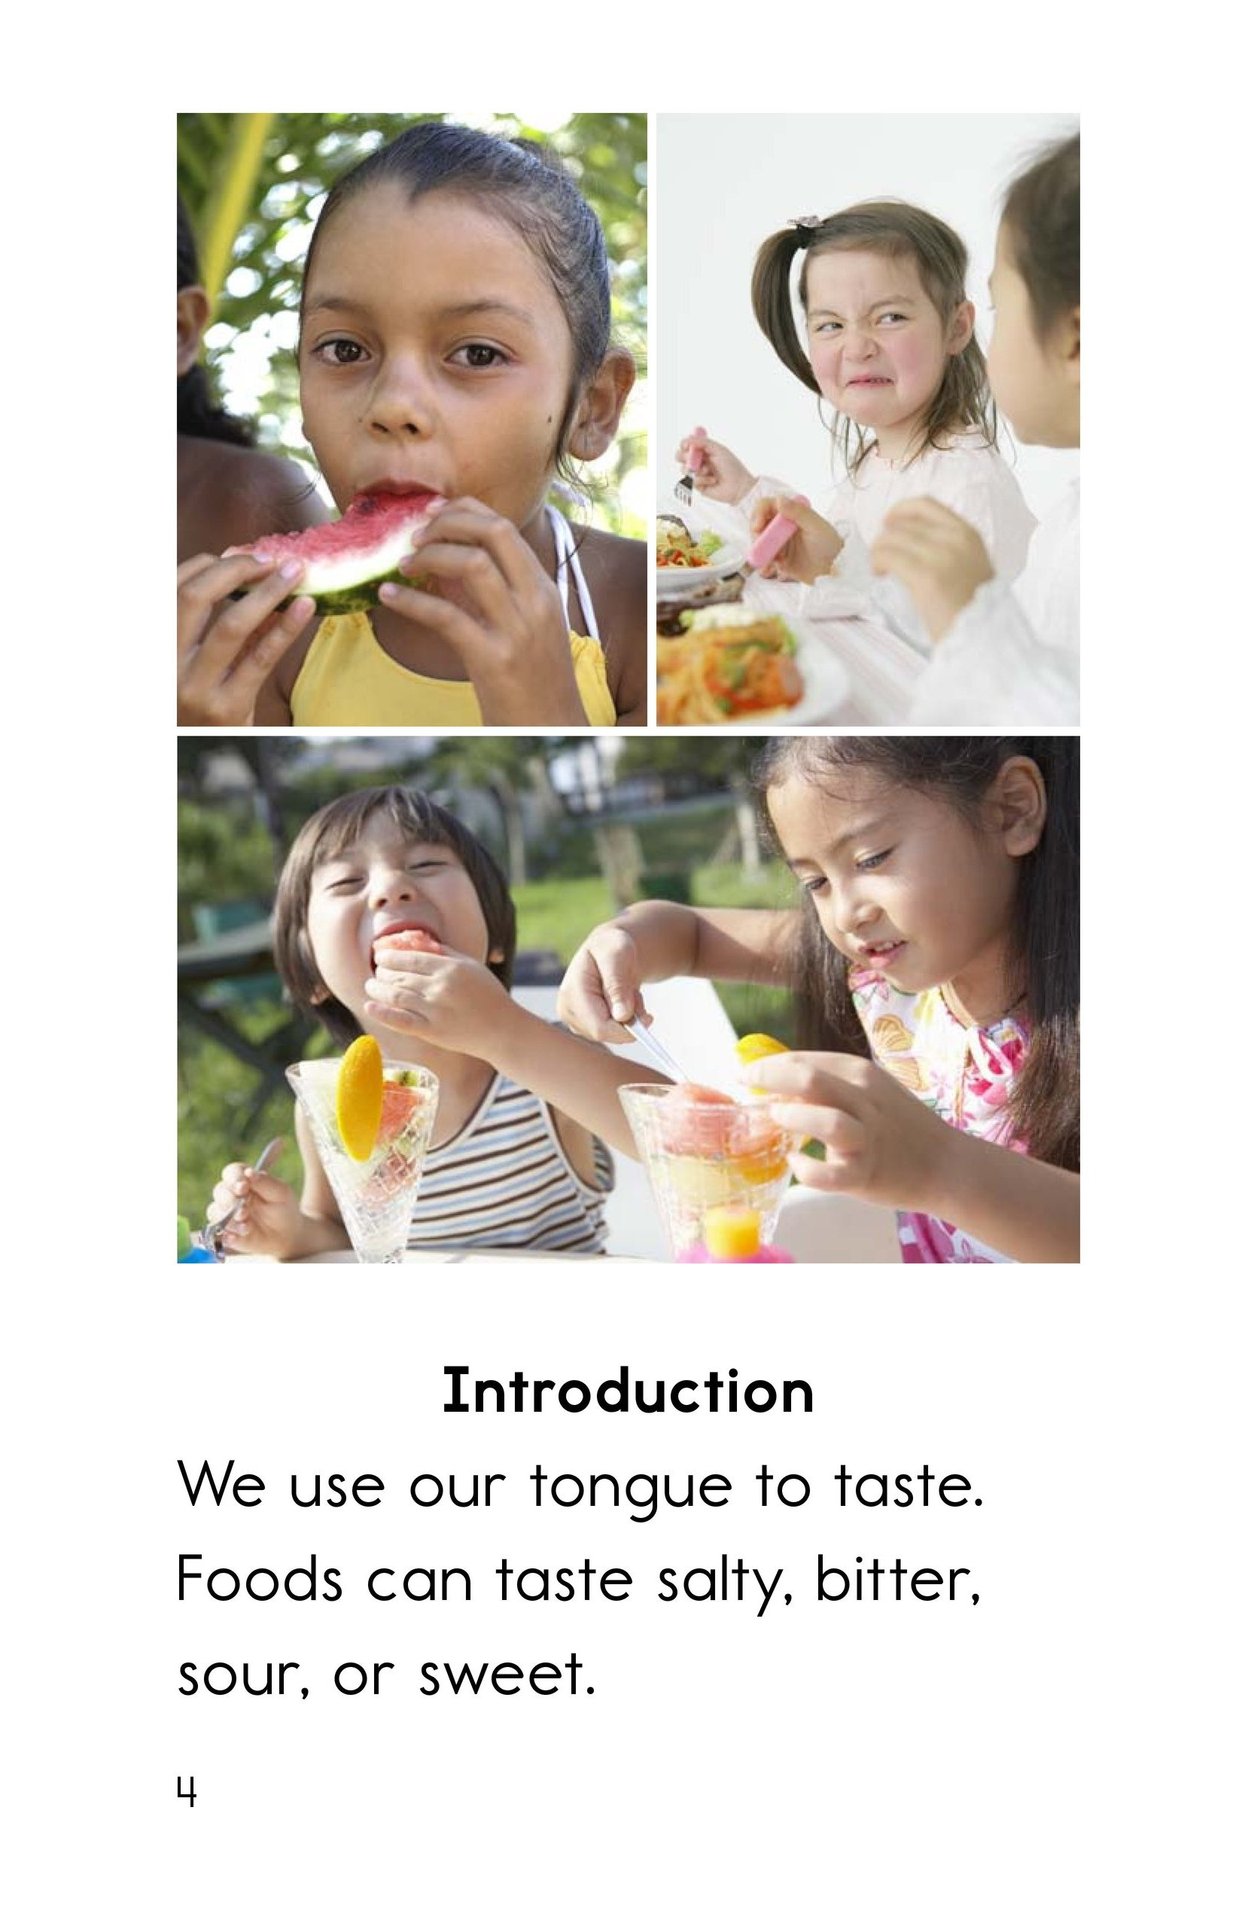 Introduction
We use our tongue to taste.
Foods can taste salty, bitter,
sour, or sweet.
4